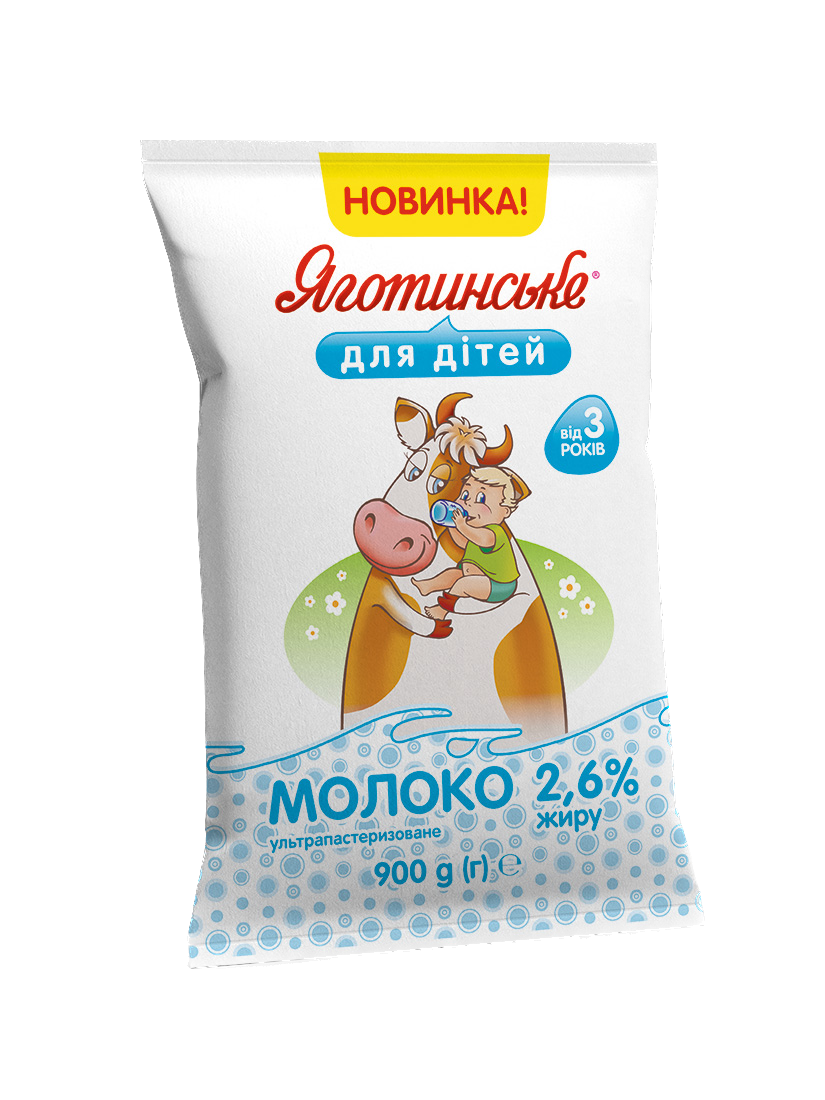 НОВИНКА!
Яготинське®
для дітей
від 3
РОКІВ
МОЛОКО 2,6%
ультрапастеризоване жиру
900 g (г) ℮